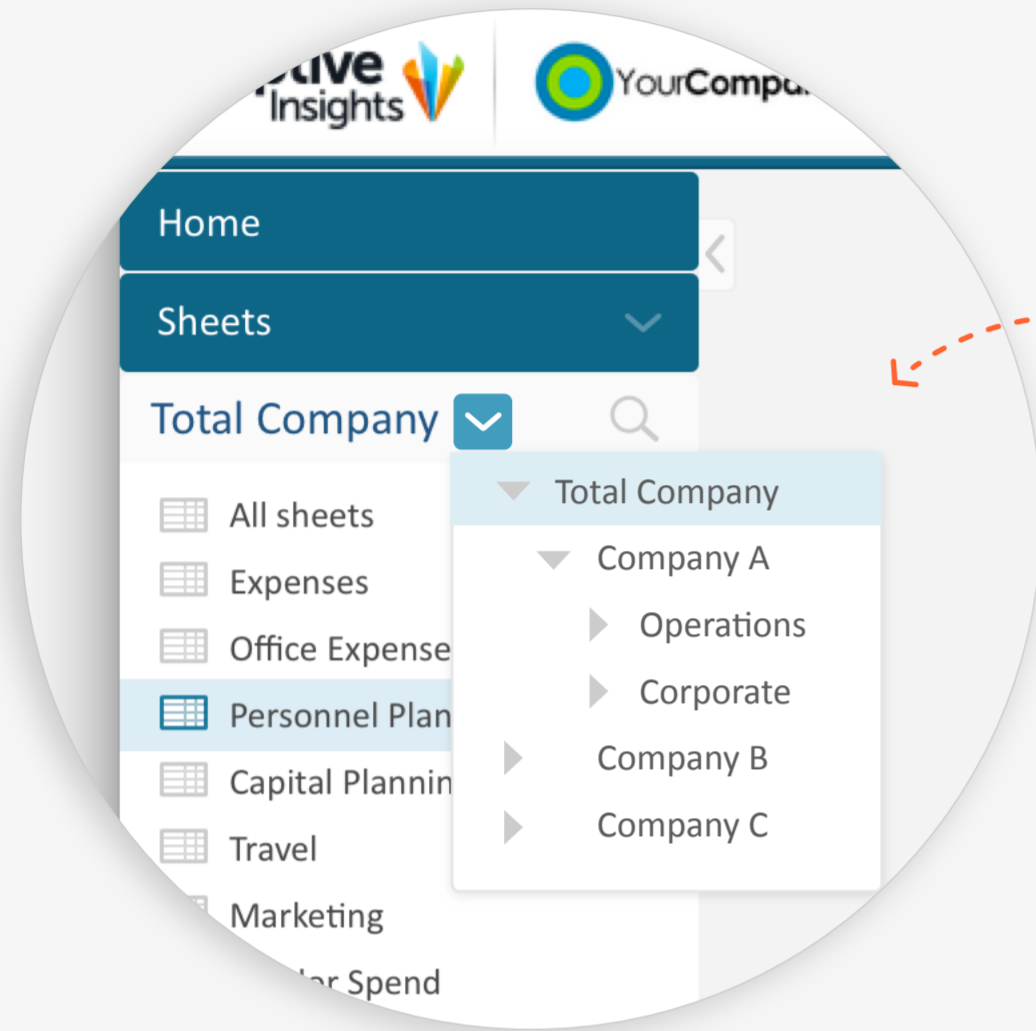 Insights
YourCompa
Home
Sheets
Total Company
All sheets
Expenses
Office Expense
Personnel Plan
Capital Plannin
Travel
Marketing
Spend
Total Company
Company A
Operations
Corporate
Company B
Company C